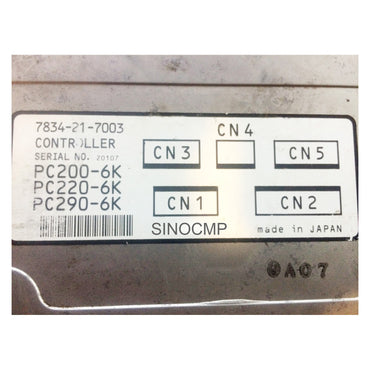 7834-21-7003
CN4
CONTROLLER
SERIAL NO. 20107
CN3
CN5
PC200-6K
PC220-6K
PC290-6K
CN1
CN2
SINOCMP
made in JAPAN
0A07